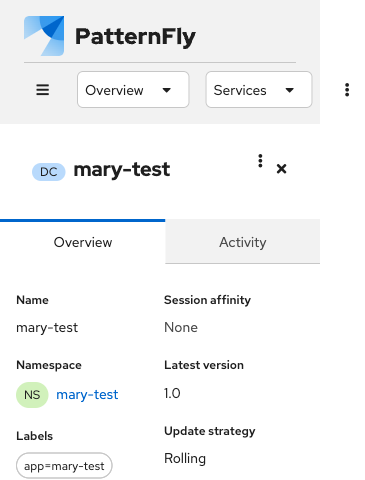 PatternFly
Overview
Services
DC
mary-test
Overview
Activity
Name
mary-test
Session affinity
None
Namespace
NS
mary-test
Latest version
1.0
Labels
app=mary-test
Update strategy
Rolling